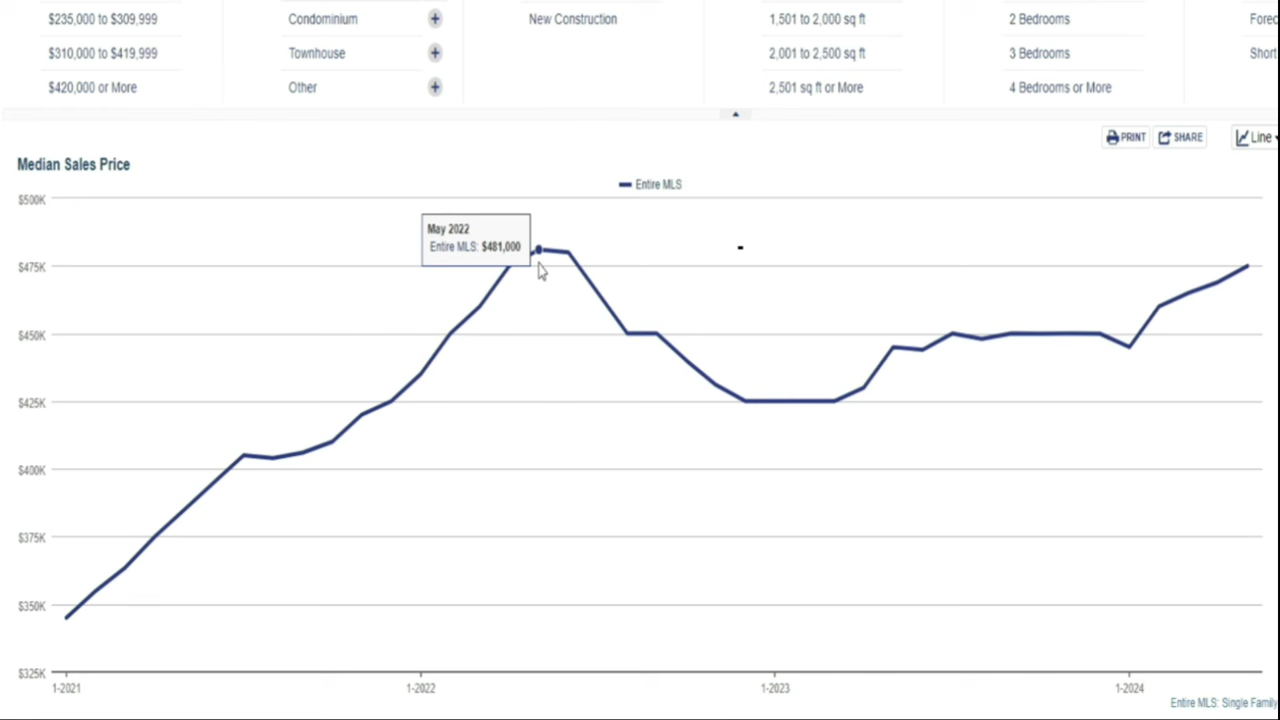 $235,000 to $309,999 Condominium + New Construction 1,501 to 2,000 sq ft 2 Bedrooms
$310,000 to $419,999 Townhouse + 2,001 to 2,500 sq ft 3 Bedrooms Short
$420,000 or More Other + 2,501 sq ft or More 4 Bedrooms or More
PRINT SHARE Line
Median Sales Price
Entire MLS
$500K
May 2022
Entire MLS: $481,000
$475K
$450K
$425K
$400K
$375K
$350K
$325K
1-2021 1-2022 1-2023 1-2024
Entire MLS: Single Family